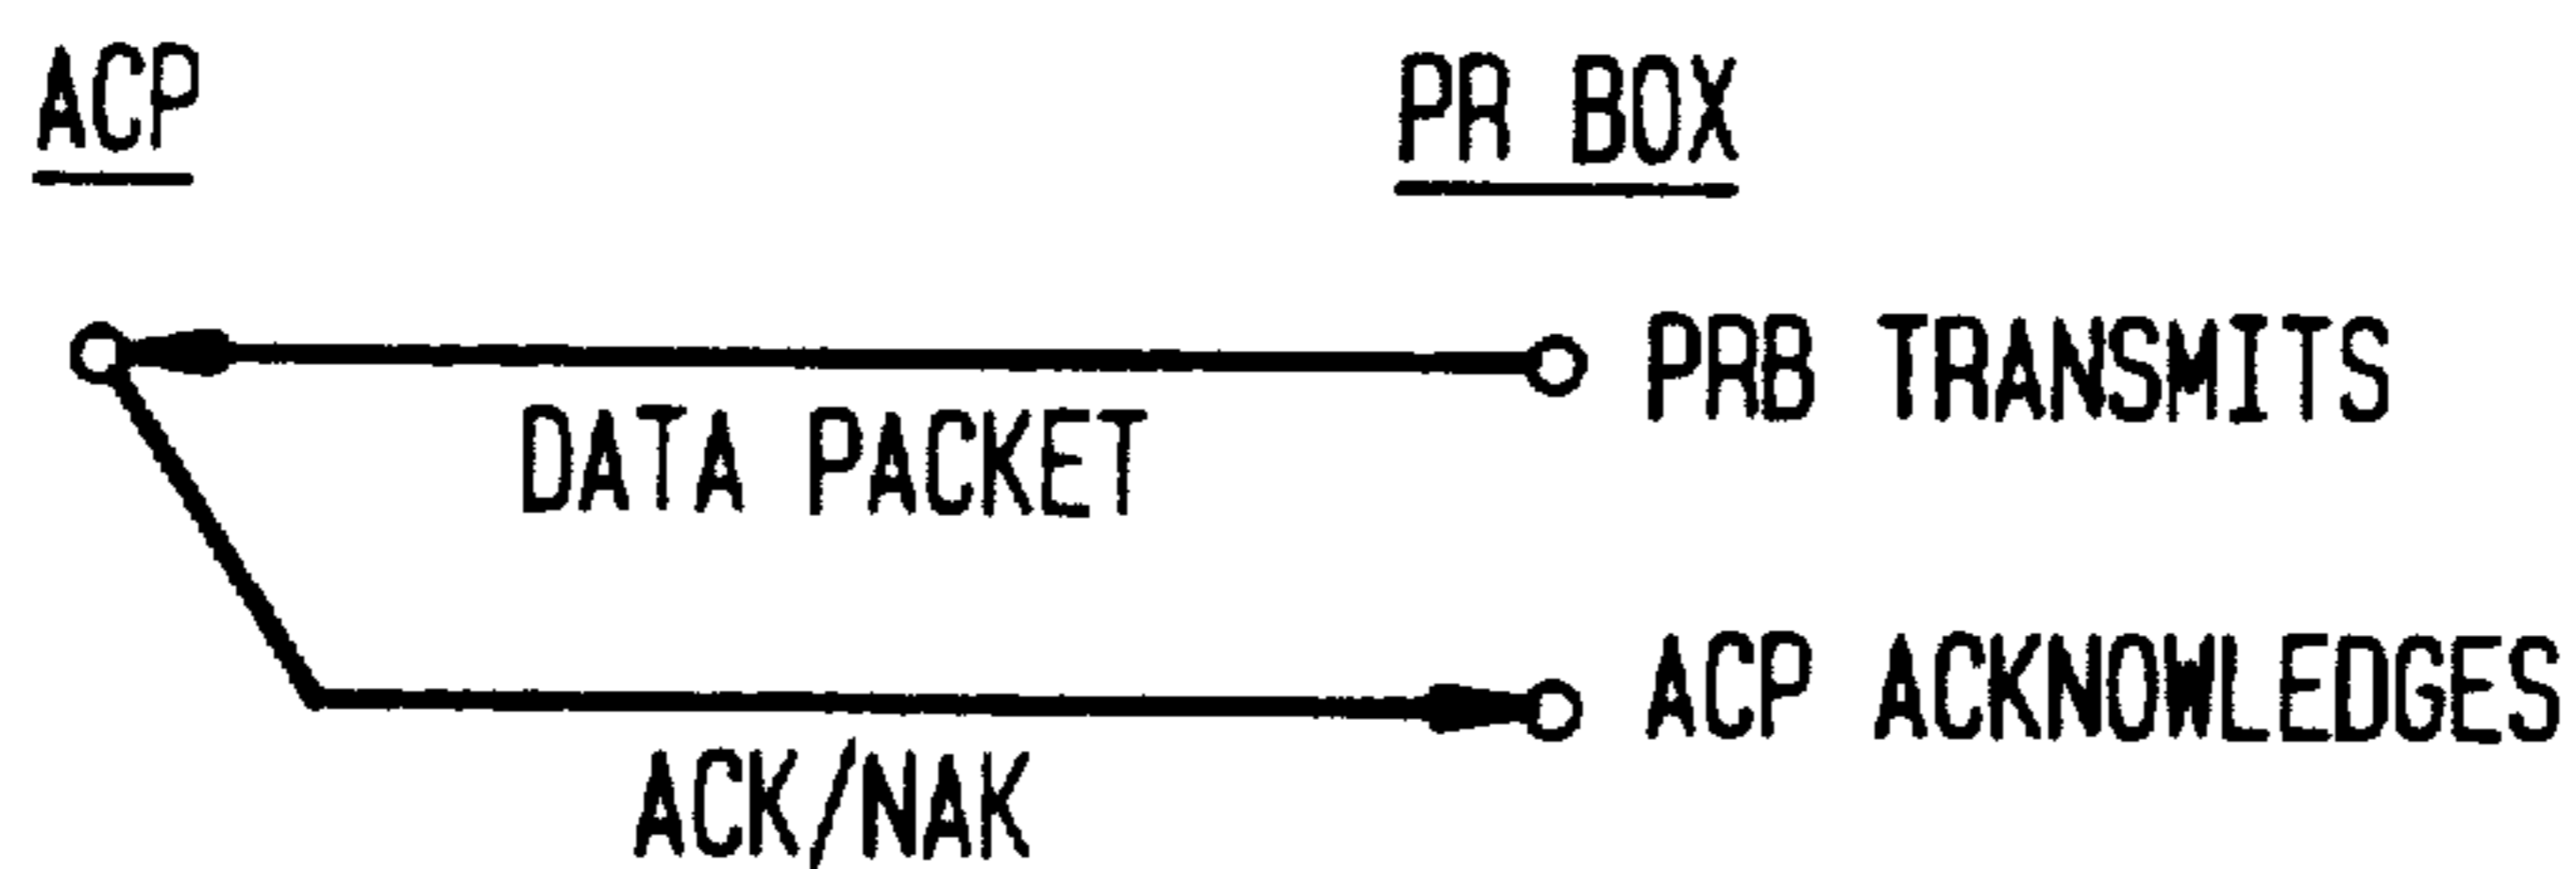 ACP
PR BOX
PRB TRANSMITS
DATA PACKET
ACP ACKNOWLEDGES
ACK/NAK